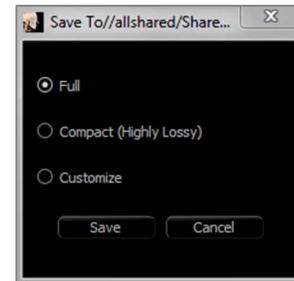 Save To//allshared/Share...
Full
Compact (Highly Lossy)
Customize
Save Cancel